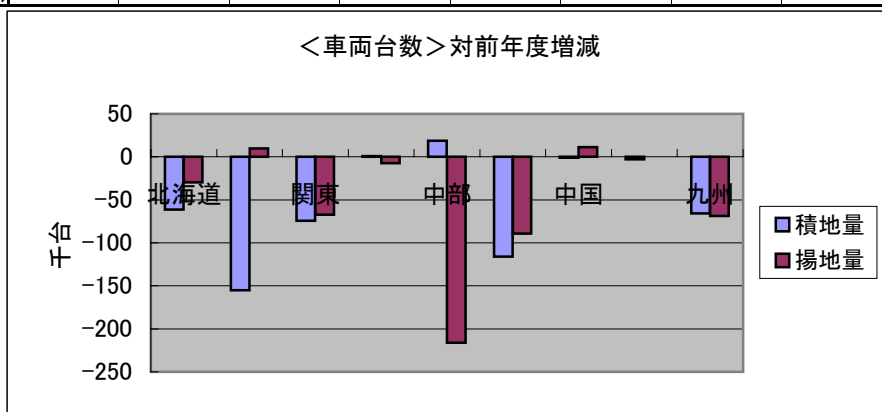 ＜車両台数＞対前年度増減
50
0
-50
-100
-150
-200
-250
千台
北海道 関東 中部 中国 九州
積地量
揚地量